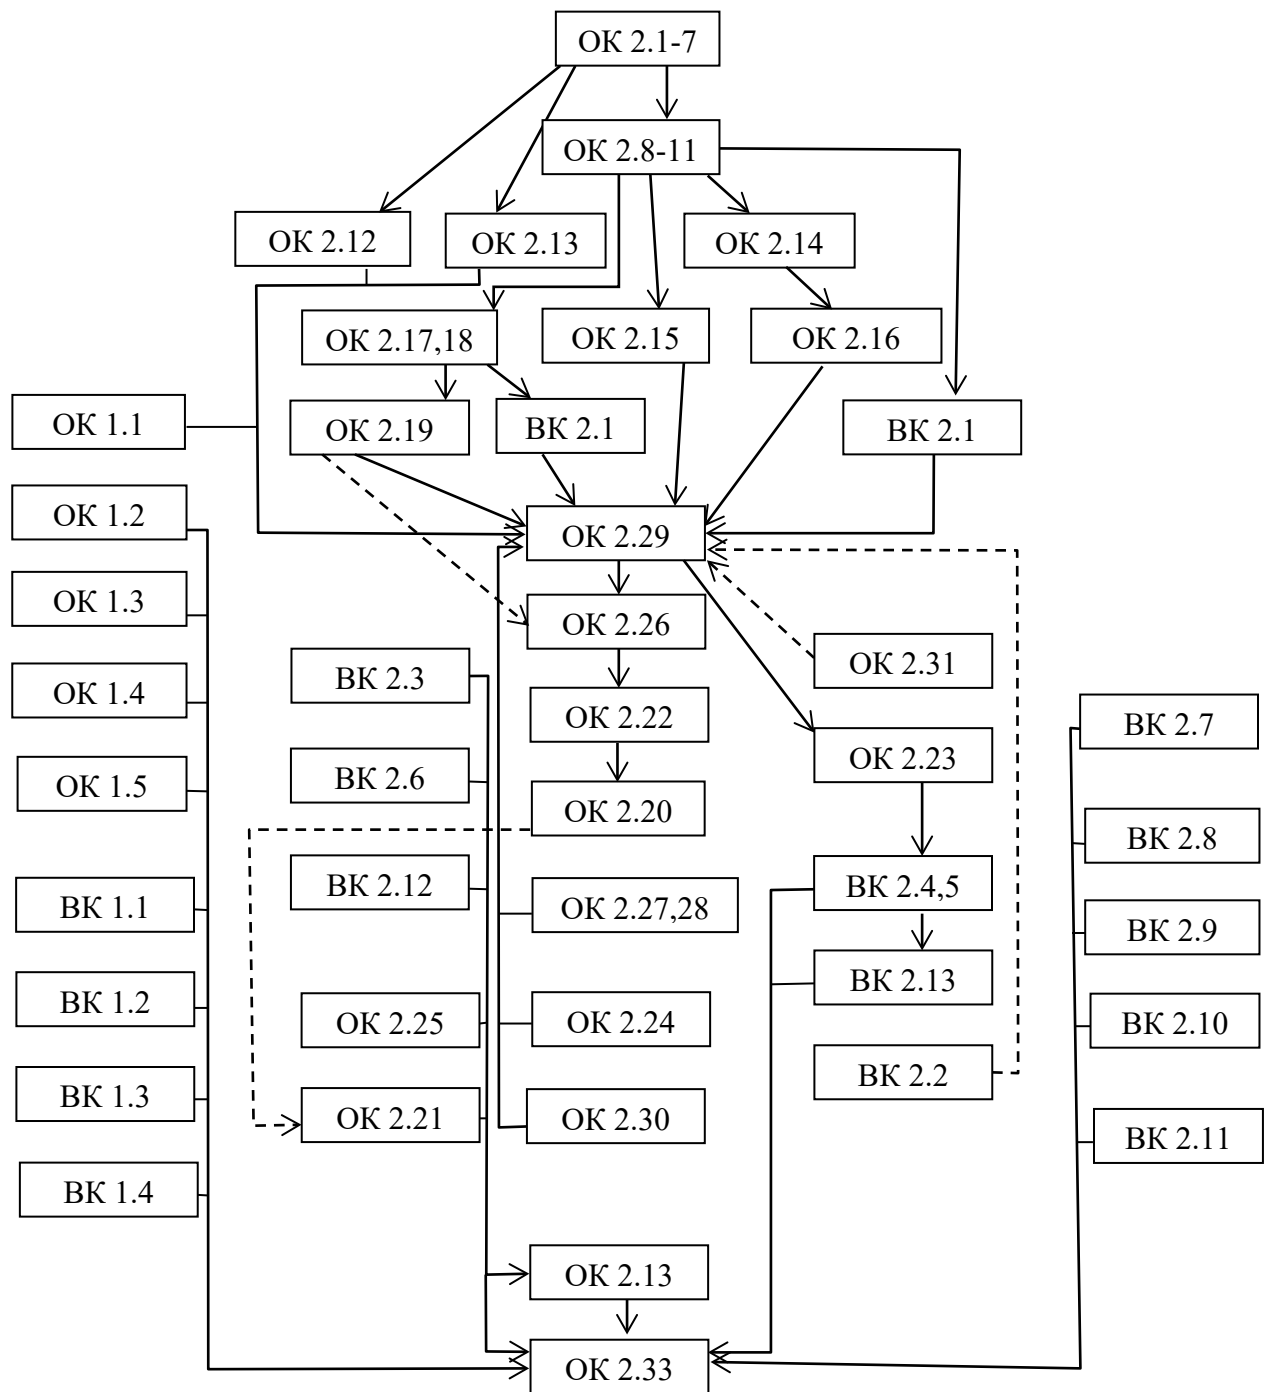 ОК 2.1-7
ОК 2.8-11
ОК 2.12
ОК 2.13
ОК 2.14
ОК 2.17,18
ОК 2.15
ОК 2.16
ОК 1.1
ОК 2.19
ВК 2.1
ВК 2.1
ОК 1.2
ОК 2.29
ОК 1.3
ОК 2.26
ОК 2.31
ВК 2.3
ОК 1.4
ОК 2.22
ВК 2.7
ОК 2.23
ОК 1.5
ВК 2.6
ОК 2.20
ВК 2.8
ВК 2.12
ВК 2.4,5
ВК 1.1
ОК 2.27,28
ВК 2.9
ВК 2.13
ВК 1.2
ОК 2.25
ОК 2.24
ВК 2.10
ВК 2.2
ВК 1.3
ОК 2.21
ОК 2.30
ВК 2.11
ВК 1.4
ОК 2.13
ОК 2.33